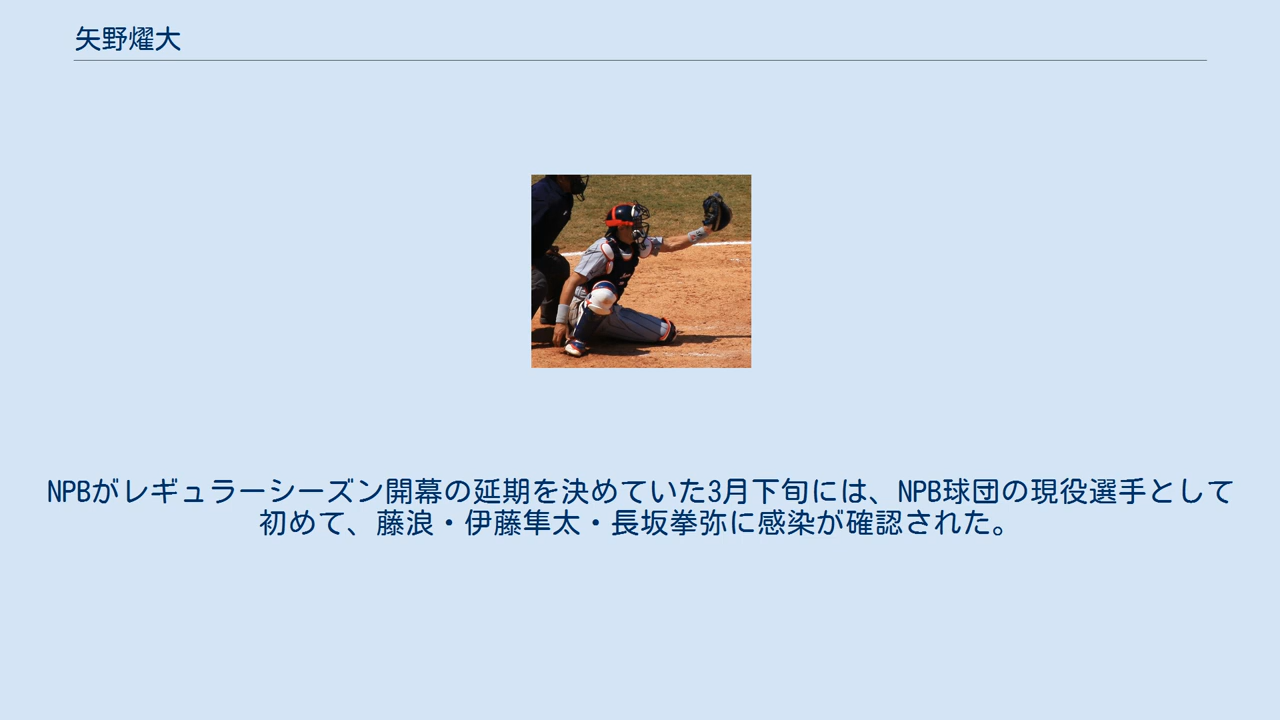 矢野燿大
NPBがレギュラーシーズン開幕の延期を決めていた3月下旬には、NPB球団の現役選手として
初めて、藤浪・伊藤隼太・長坂拳弥に感染が確認された。